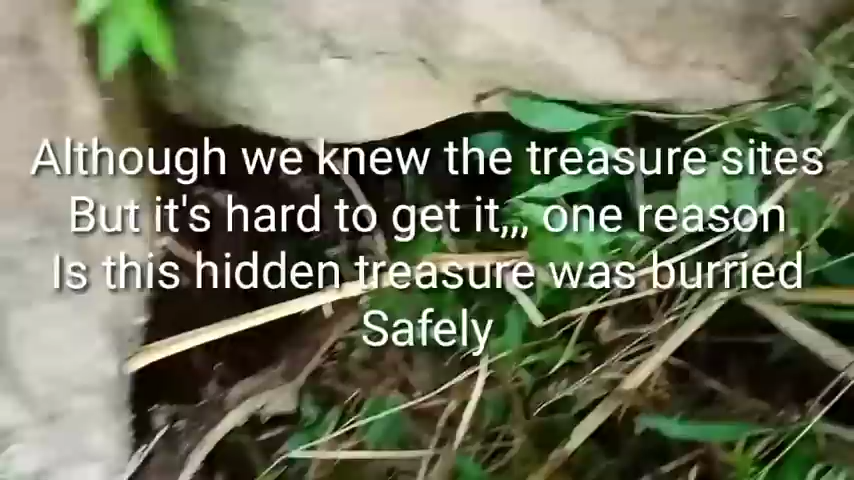 Although we knew the treasure sites
But it's hard to get it,,, one reason
Is this hidden treasure was burried
Safely